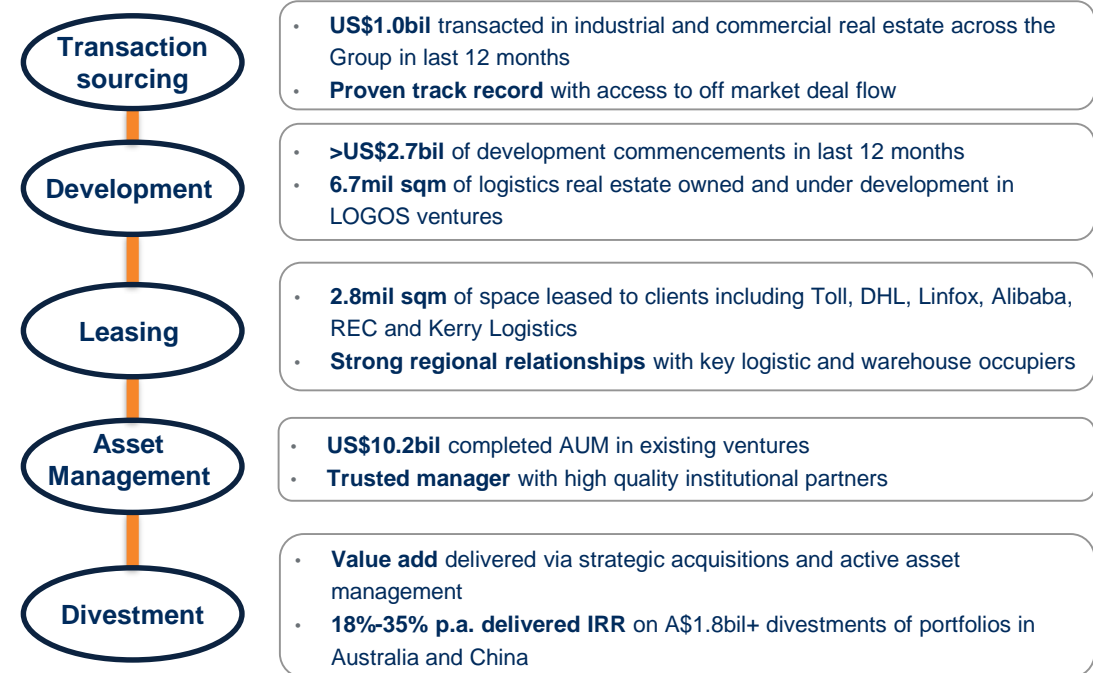 Transaction
sourcing
• US$1.0bil transacted in industrial and commercial real estate across the
Group in last 12 months
• Proven track record with access to off market deal flow
Development
• >US$2.7bil of development commencements in last 12 months
• 6.7mil sqm of logistics real estate owned and under development in
LOGOS ventures
Leasing
• 2.8mil sqm of space leased to clients including Toll, DHL, Linfox, Alibaba,
REC and Kerry Logistics
• Strong regional relationships with key logistic and warehouse occupiers
Asset
Management
• US$10.2bil completed AUM in existing ventures
• Trusted manager with high quality institutional partners
Divestment
• Value add delivered via strategic acquisitions and active asset
management
• 18%-35% p.a. delivered IRR on A$1.8bil+ divestments of portfolios in
Australia and China